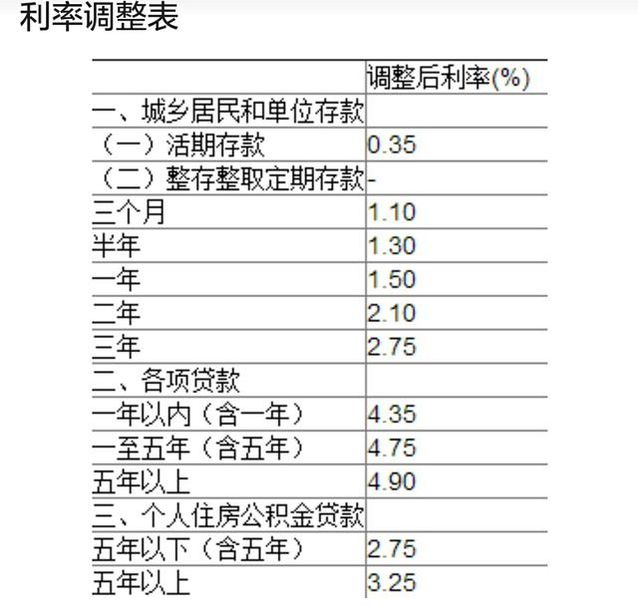 利率调整表
调整后利率(%)
一、城乡居民和单位存款
（一）活期存款 0.35
（二）整存整取定期存款 -
三个月 1.10
半年 1.30
一年 1.50
二年 2.10
三年 2.75
二、各项贷款
一年以内（含一年） 4.35
一至五年（含五年） 4.75
五年以上 4.90
三、个人住房公积金贷款
五年以下（含五年） 2.75
五年以上 3.25